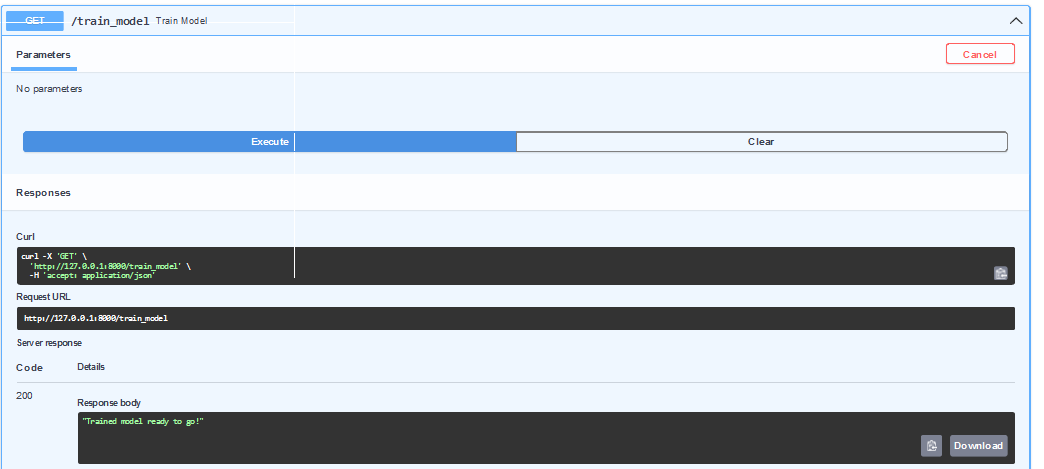 GET /train_model Train Model
Parameters
Cancel
No parameters
Execute
Clear
Responses
Curl
curl -X 'GET' \
'http://127.0.0.1:8000/train_model' \
-H 'accept: application/json'
Request URL
http://127.0.0.1:8000/train_model
Server response
Code Details
200
Response body
"Trained model ready to go!"
Download